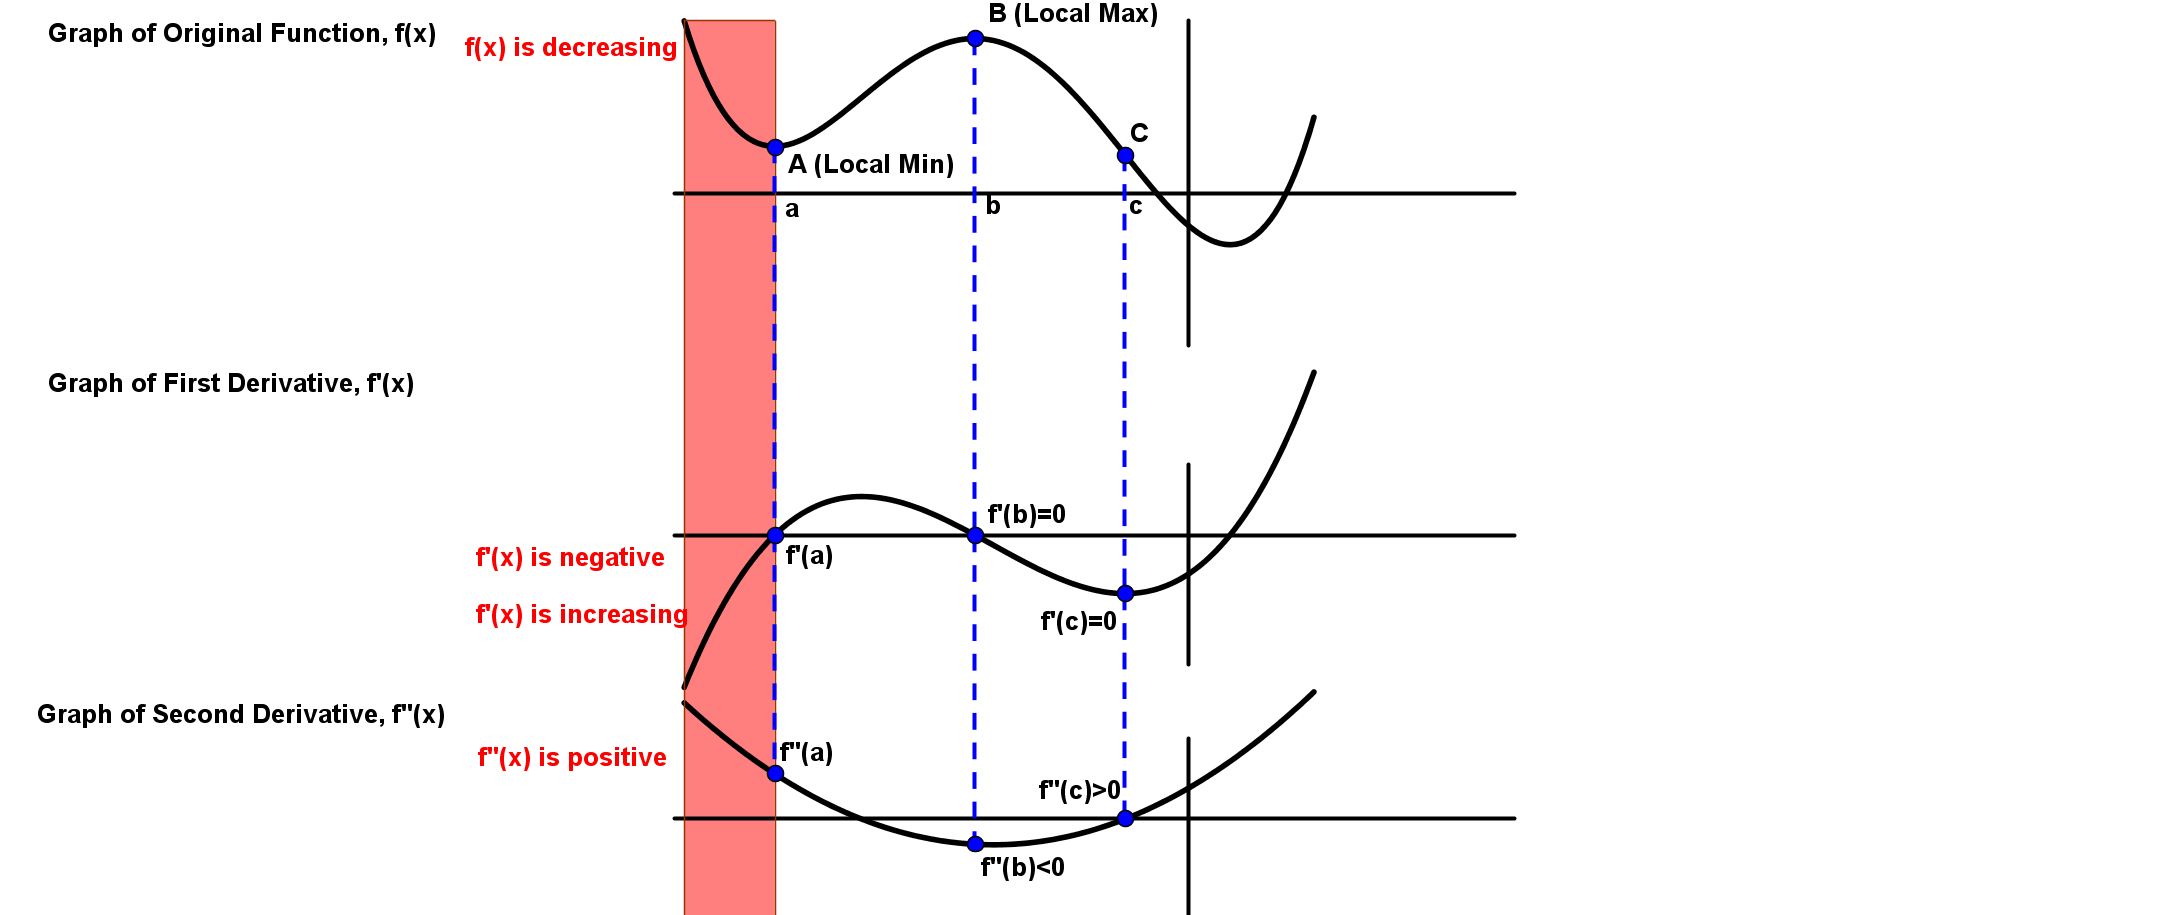 B (Local Max)
Graph of Original Function, f(x)
f(x) is decreasing
C
A (Local Min)
a
b
c
Graph of First Derivative, f'(x)
f'(b)=0
f'(x) is negative
f'(a)
f'(x) is increasing
f'(c)=0
Graph of Second Derivative, f"(x)
f"(x) is positive
f"(a)
f"(c)>0
f"(b)<0